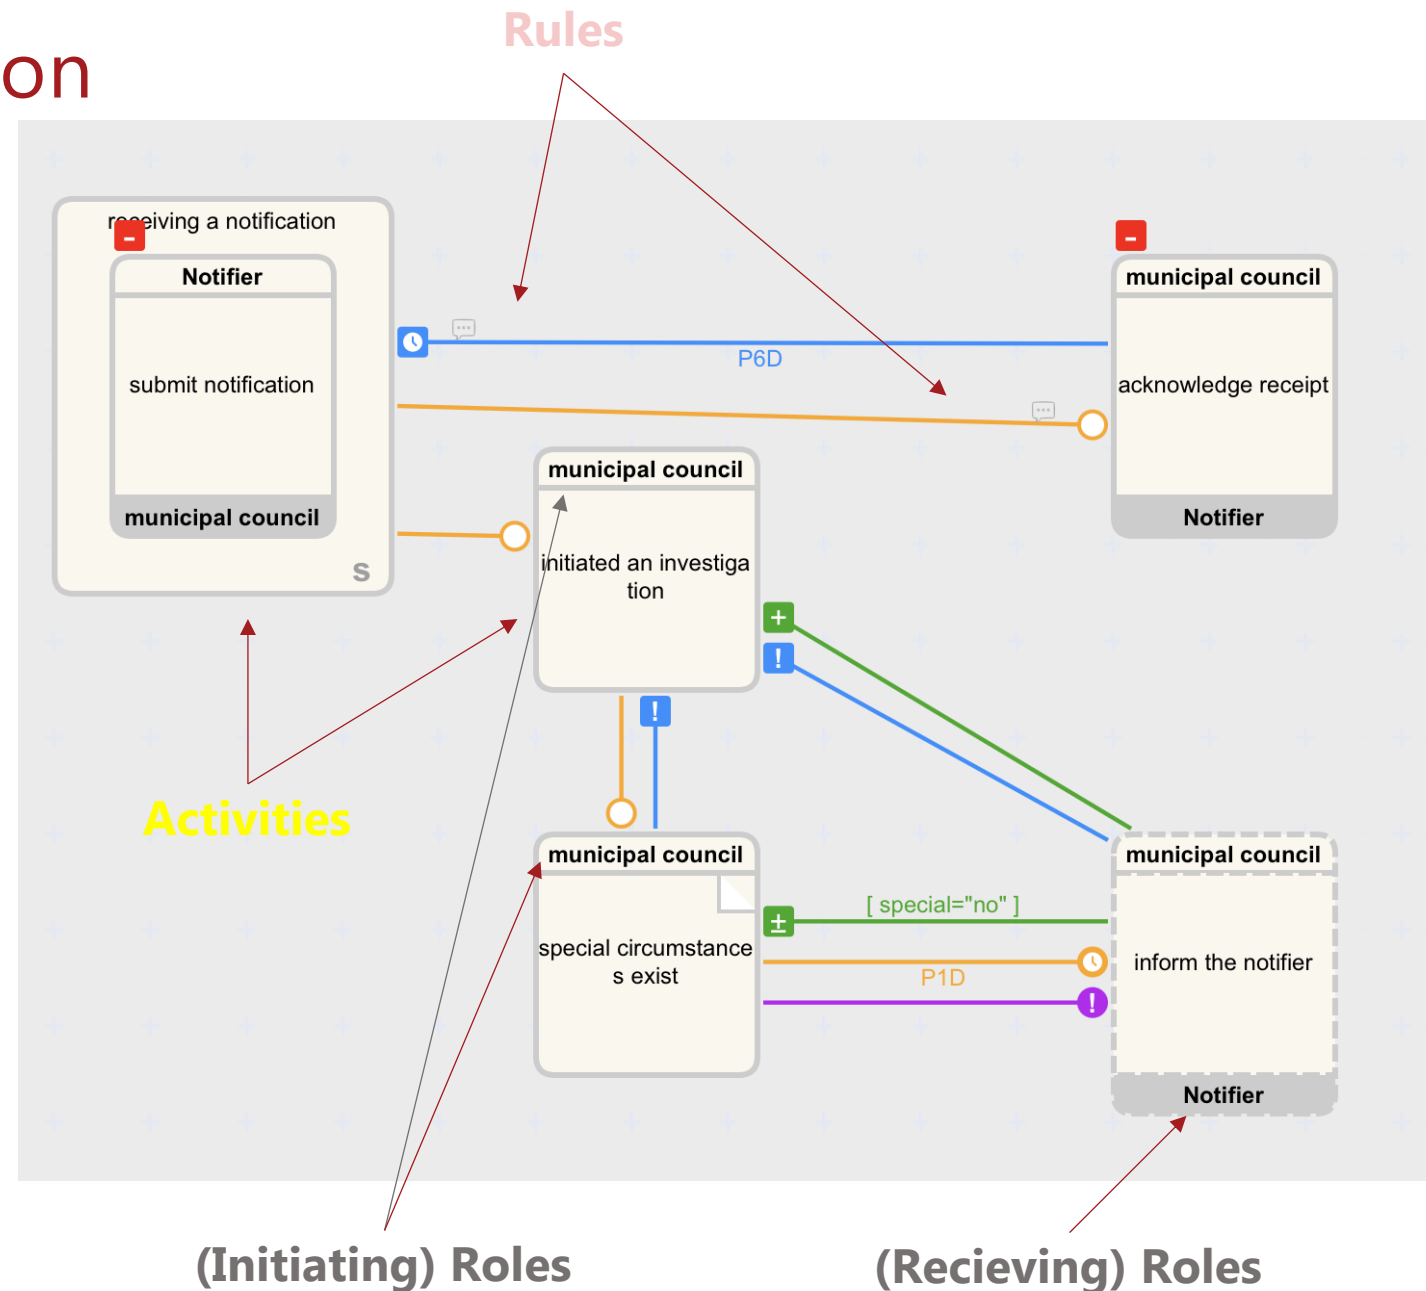 Rules
on
receiving a notification
Notifier
submit notification
municipal council
s
P6D
municipal council
acknowledge receipt
Notifier
municipal council
initiated an investiga
tion
Activities
municipal council
special circumstance
s exist
[ special="no" ]
P1D
municipal council
inform the notifier
Notifier
(Initiating) Roles
(Recieving) Roles